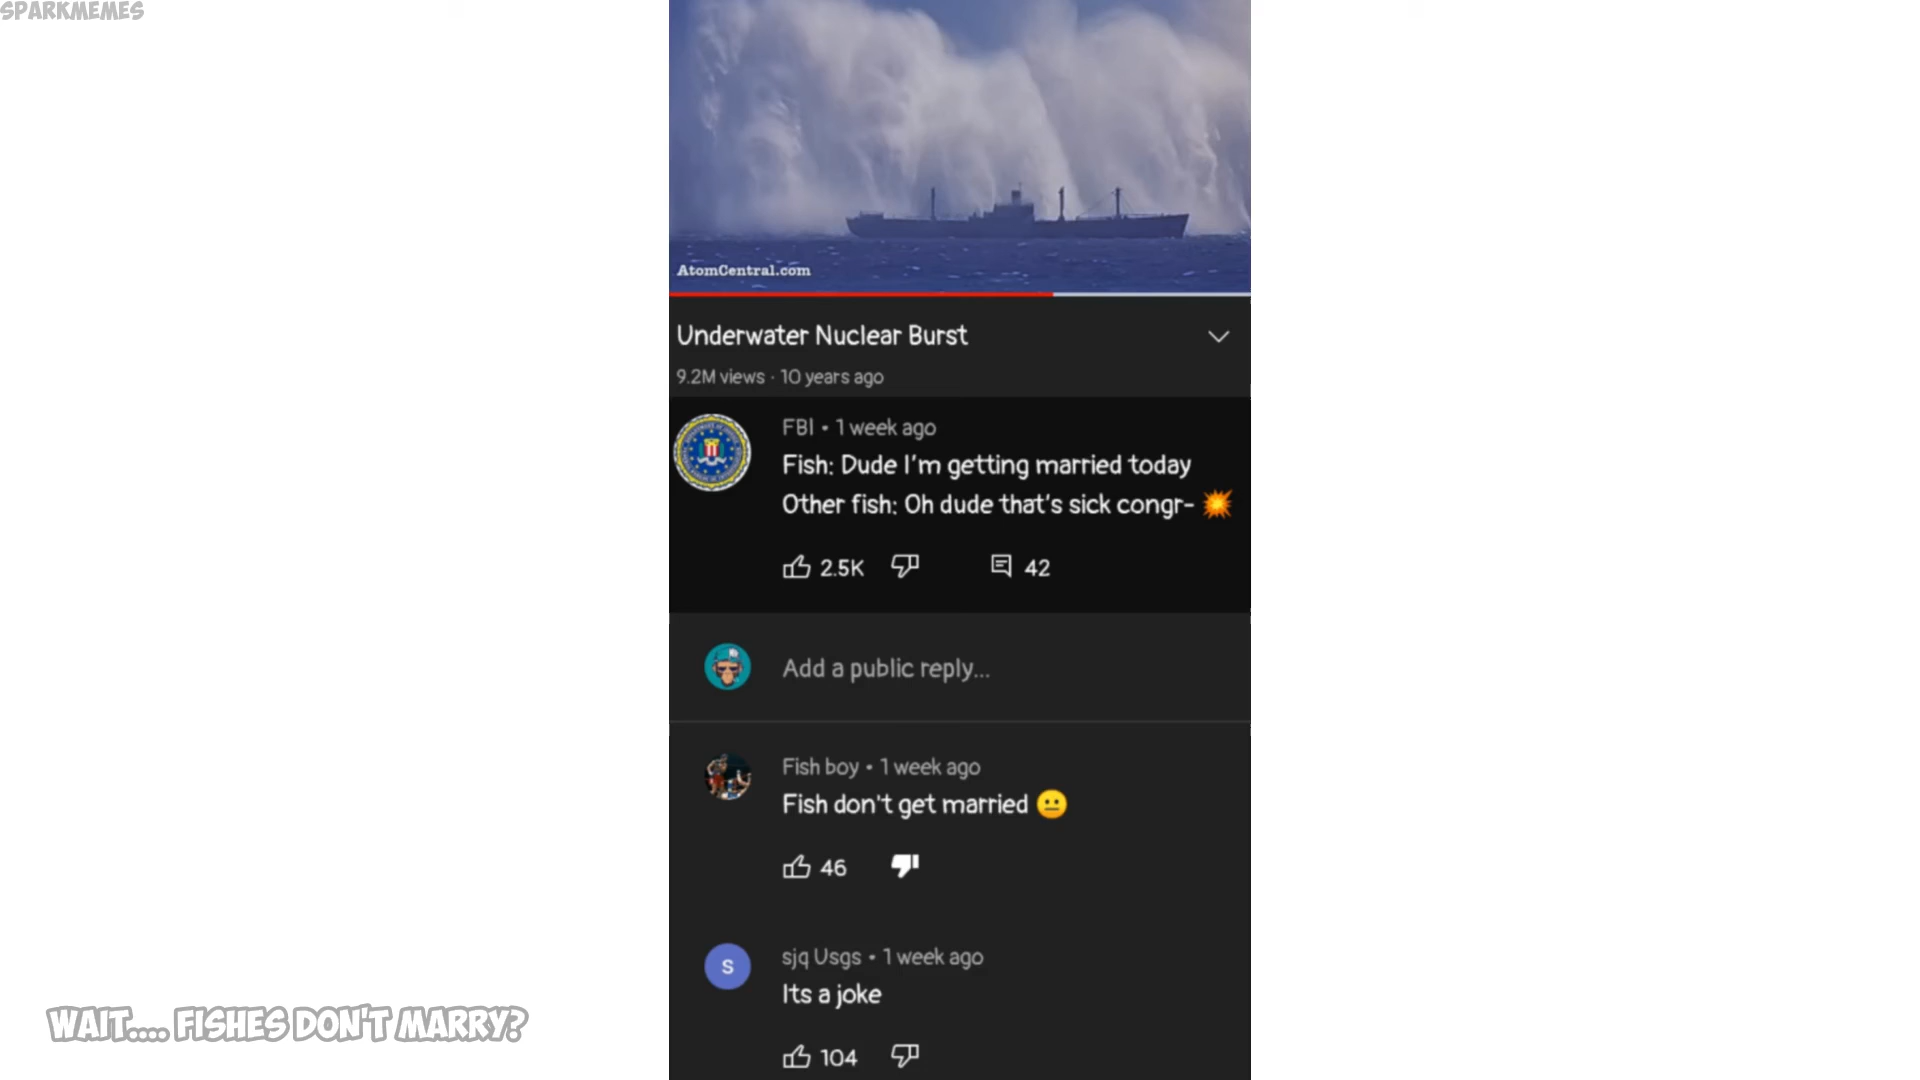 SPARKMEMES
AtomCentral.com
Underwater Nuclear Burst
9.2M views · 10 years ago
FBI • 1 week ago
Fish: Dude I'm getting married today
Other fish: Oh dude that's sick congr- 💥
2.5K 42
Add a public reply...
Fish boy • 1 week ago
Fish don't get married 😐
46
S
sjq Usgs • 1 week ago
Its a joke
104
WAIT.... FISHES DON'T MARRY?